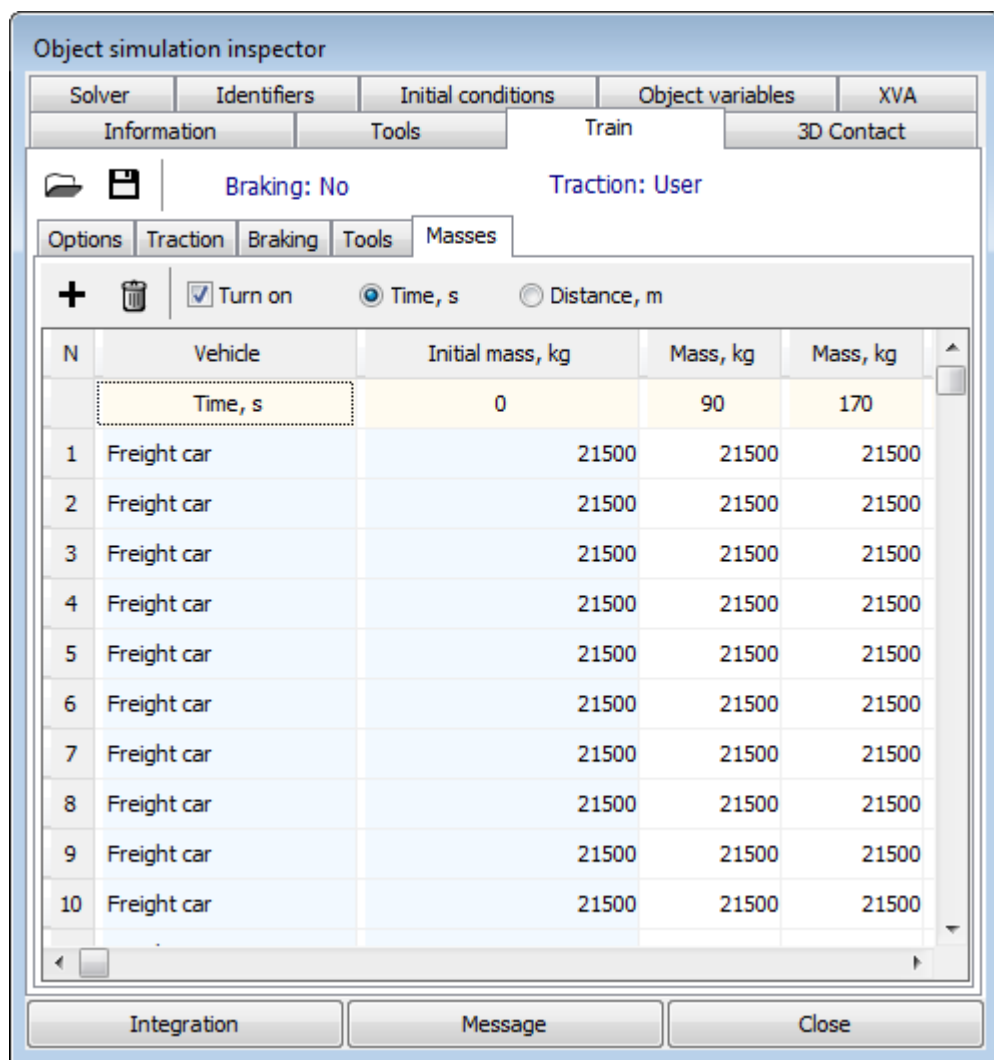 Object simulation inspector
Solver Identifiers Initial conditions Object variables XVA
Information Tools Train 3D Contact
Braking: No Traction: User
Options Traction Braking Tools Masses
Turn on Time, s Distance, m
N Vehicle Initial mass, kg Mass, kg Mass, kg
Time, s 0 90 170
1 Freight car 21500 21500 21500
2 Freight car 21500 21500 21500
3 Freight car 21500 21500 21500
4 Freight car 21500 21500 21500
5 Freight car 21500 21500 21500
6 Freight car 21500 21500 21500
7 Freight car 21500 21500 21500
8 Freight car 21500 21500 21500
9 Freight car 21500 21500 21500
10 Freight car 21500 21500 21500
Integration Message Close